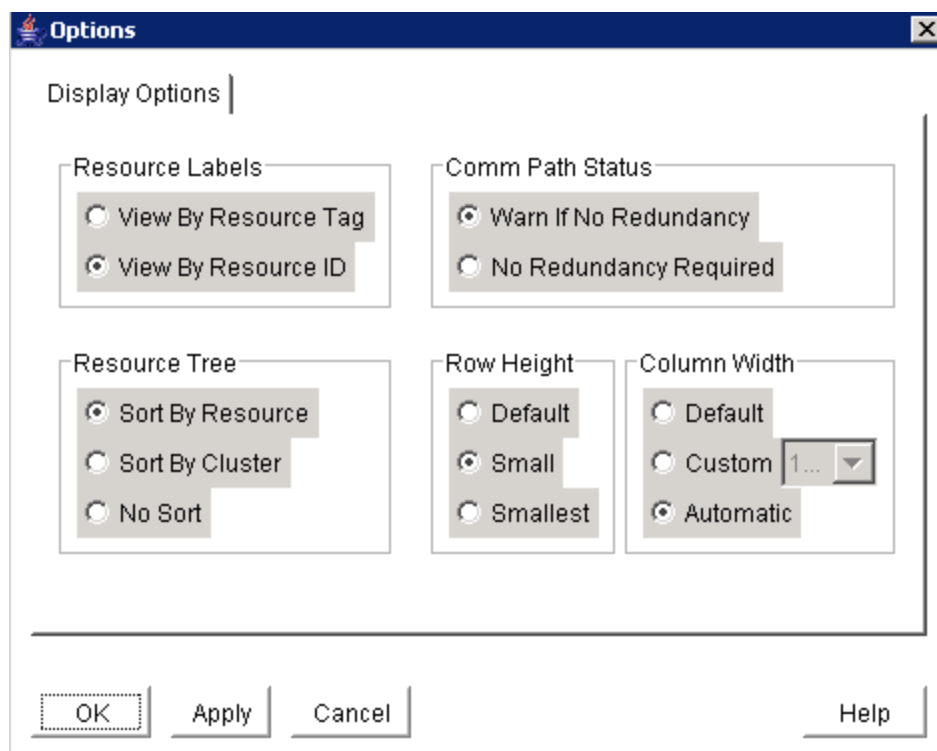 Options
Display Options
Resource Labels
View By Resource Tag
View By Resource ID
Comm Path Status
Warn If No Redundancy
No Redundancy Required
Resource Tree
Sort By Resource
Sort By Cluster
No Sort
Row Height
Default
Small
Smallest
Column Width
Default
Custom 1...
Automatic
OK Apply Cancel Help